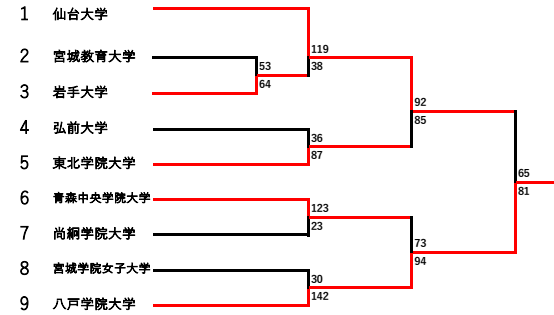 1 仙台大学
2 宮城教育大学
3 岩手大学
4 弘前大学
5 東北学院大学
6 青森中央学院大学
7 尚絅学院大学
8 宮城学院女子大学
9 八戸学院大学
53
64
119
38
36
87
123
23
30
142
92
85
73
94
65
81